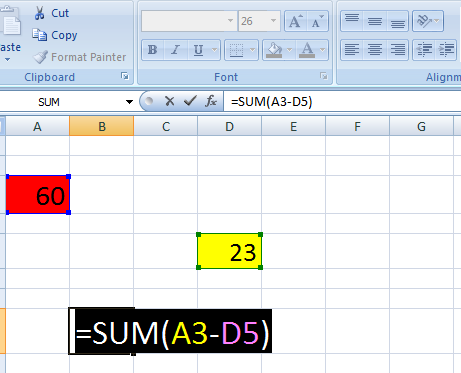 Cut
Copy
aste
Format Painter
Clipboard
26
A A
B I U
A
Font
Alignm
SUM
fx
=SUM(A3-D5)
A B C D E F G
60
23
=SUM(A3-D5)